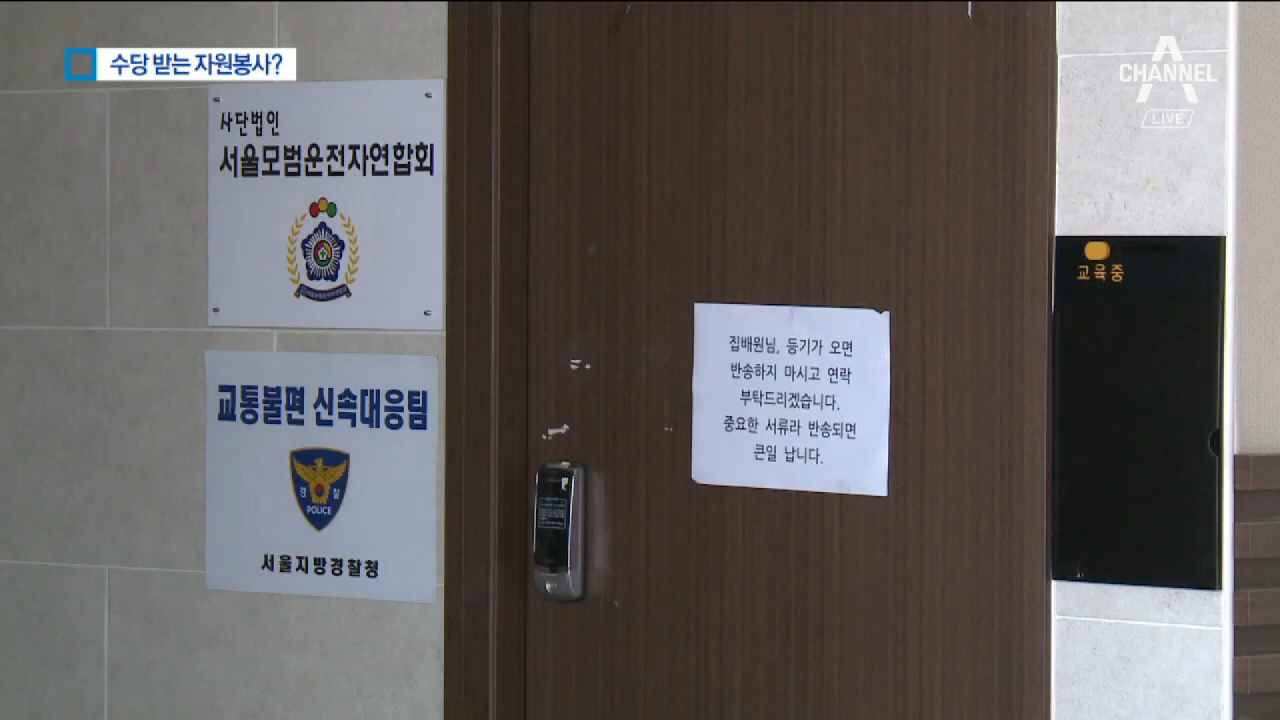 수당 받는 자원봉사?
CHANNEL A
LIVE
사단법인
서울모범운전자연합회
교통불편 신속대응팀
경찰
POLICE
서울지방경찰청
집배원님, 등기가 오면
반송하지 마시고 연락
부탁드리겠습니다.
중요한 서류라 반송되면
큰일 납니다.
교육중